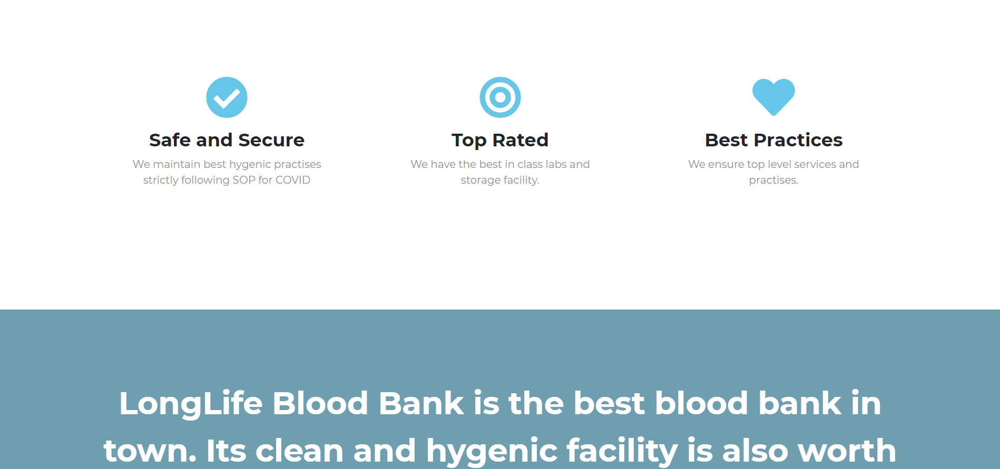 Safe and Secure
We maintain best hygenic practises
strictly following SOP for COVID
Top Rated
We have the best in class labs and
storage facility.
Best Practices
We ensure top level services and
practises.
LongLife Blood Bank is the best blood bank in
town. Its clean and hygenic facility is also worth